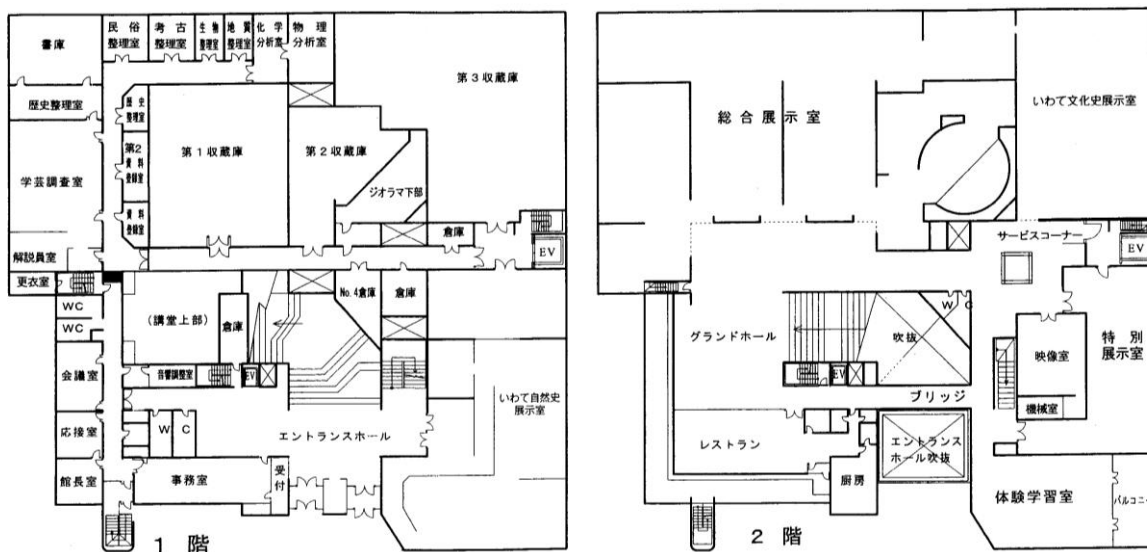 書庫
民俗
整理室
考古
整理室
生物
整理室
地質
整理室
化学
分析室
物理
分析室
第3収蔵庫
歴史整理室
歴史
整理室
第2
資料
登録室
資料
登録室
第1収蔵庫
第2収蔵庫
学芸調査室
ジオラマ下部
倉庫
EV
解説員室
更衣室
WC
WC
(講堂上部)
倉庫
No.4倉庫
倉庫
会議室
音響調整室
EV
いわて自然史
展示室
応接室
W
C
エントランスホール
館長室
事務室
受付
1階
総合展示室
いわて文化史展示室
サービスコーナー
EV
グランドホール
吹抜
W
C
映像室
特別
展示室
EV
ブリッジ
機械室
レストラン
エントランス
ホール吹抜
厨房
体験学習室
バルコニー
2階